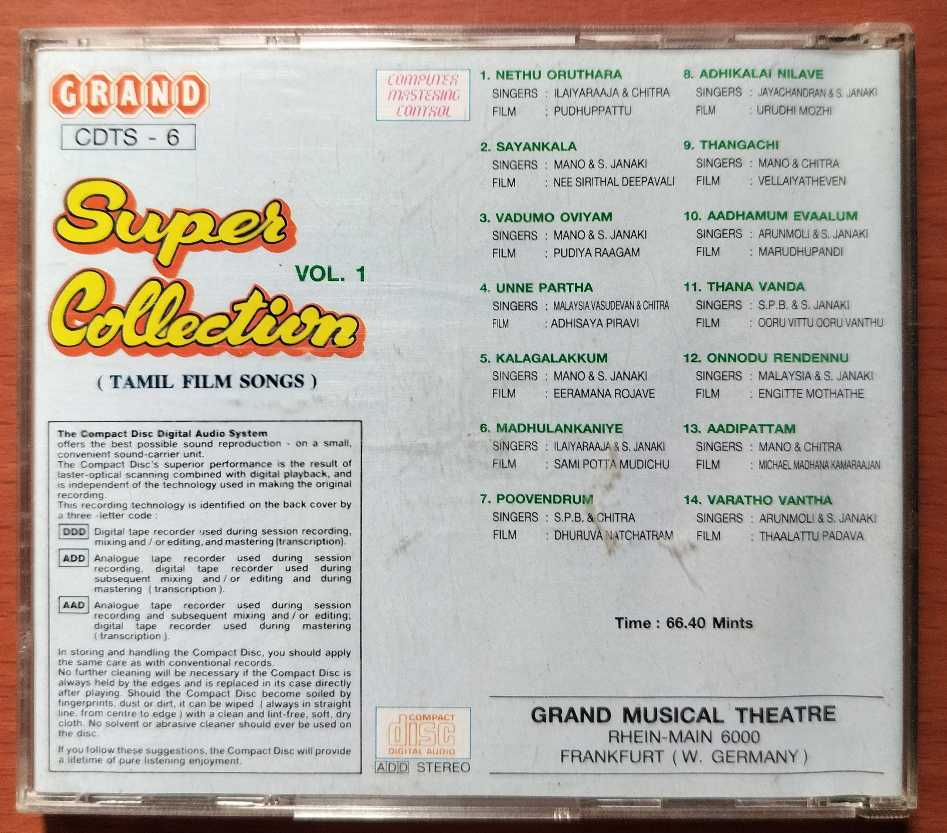 GRAND
CDTS - 6
Super
Collection
VOL. 1
( TAMIL FILM SONGS )
The Compact Disc Digital Audio System
offers the best possible sound reproduction - on a small,
convenient sound-carrier unit.
The Compact Disc's superior performance is the result of
laster-optical scanning combined with digital playback, and
is independent of the technology used in making the original
recording.
This recording technology is identified on the back cover by
a three -letter code :
DDD Digital tape recorder used during session recording,
mixing and / or editing, and mastering (transcription).
ADD Analogue tape recorder used during session
recording, digital tape recorder used during
subsequent mixing and/or editing and during
mastering ( transcription ).
AAD Analogue tape recorder used during session
recording and subsequent mixing and/or editing;
digital tape recorder used during mastering
( transcription ).
In storing and handling the Compact Disc, you should apply
the same care as with conventional records.
No further cleaning will be necessary if the Compact Disc is
always held by the edges and is replaced in its case directly
after playing. Should the Compact Disc become soiled by
fingerprints, dust or dirt, it can be wiped ( always in straight
line, from centre to edge ) with a clean and lint-free, soft, dry
cloth. No solvent or abrasive cleaner should ever be used on
the disc.
If you follow these suggestions, the Compact Disc will provide
a lifetime of pure listening enjoyment.
COMPUTER
MASTERING
CONTROL
1. NETHU ORUTHARA
SINGERS : ILAIYARAAJA & CHITRA
FILM : PUDHUPPATTU
2. SAYANKALA
SINGERS : MANO & S. JANAKI
FILM : NEE SIRITHAL DEEPAVALI
3. VADUMO OVIYAM
SINGERS : MANO & S. JANAKI
FILM : PUDIYA RAAGAM
4. UNNE PARTHA
SINGERS : MALAYSIA VASUDEVAN & CHITRA
FILM : ADHISAYA PIRAVI
5. KALAGALAKKUM
SINGERS : MANO & S. JANAKI
FILM : EERAMANA ROJAVE
6. MADHULANKANIYE
SINGERS : ILAIYARAAJA & S. JANAKI
FILM : SAMI POTTA MUDICHU
7. POOVENDRUM
SINGERS : S.P.B. & CHITRA
FILM : DHURUVA NATCHATRAM
8. ADHIKALAI NILAVE
SINGERS : JAYACHANDRAN & S. JANAKI
FILM : URUDHI MOZHI
9. THANGACHI
SINGERS : MANO & CHITRA
FILM : VELLAIYATHEVEN
10. AADHAMUM EVAALUM
SINGERS : ARUNMOLI & S. JANAKI
FILM : MARUDHUPANDI
11. THANA VANDA
SINGERS : S.P.B. & S. JANAKI
FILM : OORU VITTU OORU VANTHU
12. ONNODU RENDENNU
SINGERS : MALAYSIA & S. JANAKI
FILM : ENGITTE MOTHATHE
13. AADIPATTAM
SINGERS : MANO & CHITRA
FILM : MICHAEL MADHANA KAMARAAJAN
14. VARATHO VANTHA
SINGERS : ARUNMOLI & S. JANAKI
FILM : THAALATTU PADAVA
Time : 66.40 Mints
COMPACT
disc
DIGITAL AUDIO
ADD STEREO
GRAND MUSICAL THEATRE
RHEIN-MAIN 6000
FRANKFURT ( W. GERMANY )